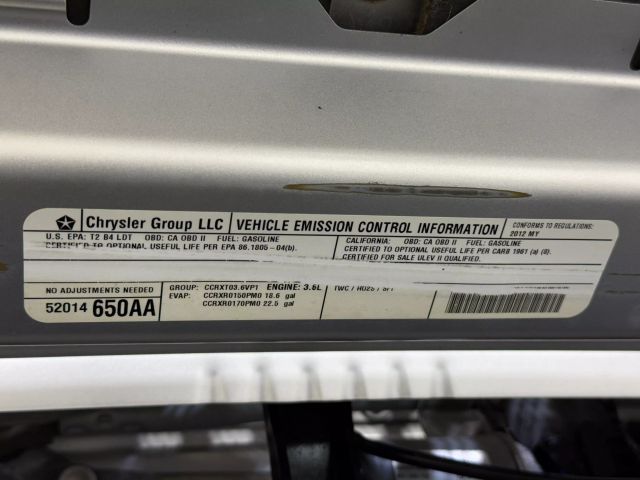 Chrysler Group LLC
VEHICLE EMISSION CONTROL INFORMATION
CONFORMS TO REGULATIONS:
2012 MY
U.S. EPA: T2 B4 LDT OBD: CA OBD II FUEL: GASOLINE
CERTIFIED TO OPTIONAL USEFUL LIFE PER EPA 86.1805-04(b).
CALIFORNIA: OBD: CA OBD II FUEL: GASOLINE
CERTIFIED TO OPTIONAL USEFUL LIFE PER CARB 1961 (a) (8).
CERTIFIED FOR SALE ULEV II QUALIFIED.
NO ADJUSTMENTS NEEDED
52014 650AA
GROUP: CCRXT03.6VP1 ENGINE: 3.6L
EVAP: CCRXR0150PM0 18.6 gal
CCRXR0170PM0 22.5 gal
TWC / HO2S / SFI